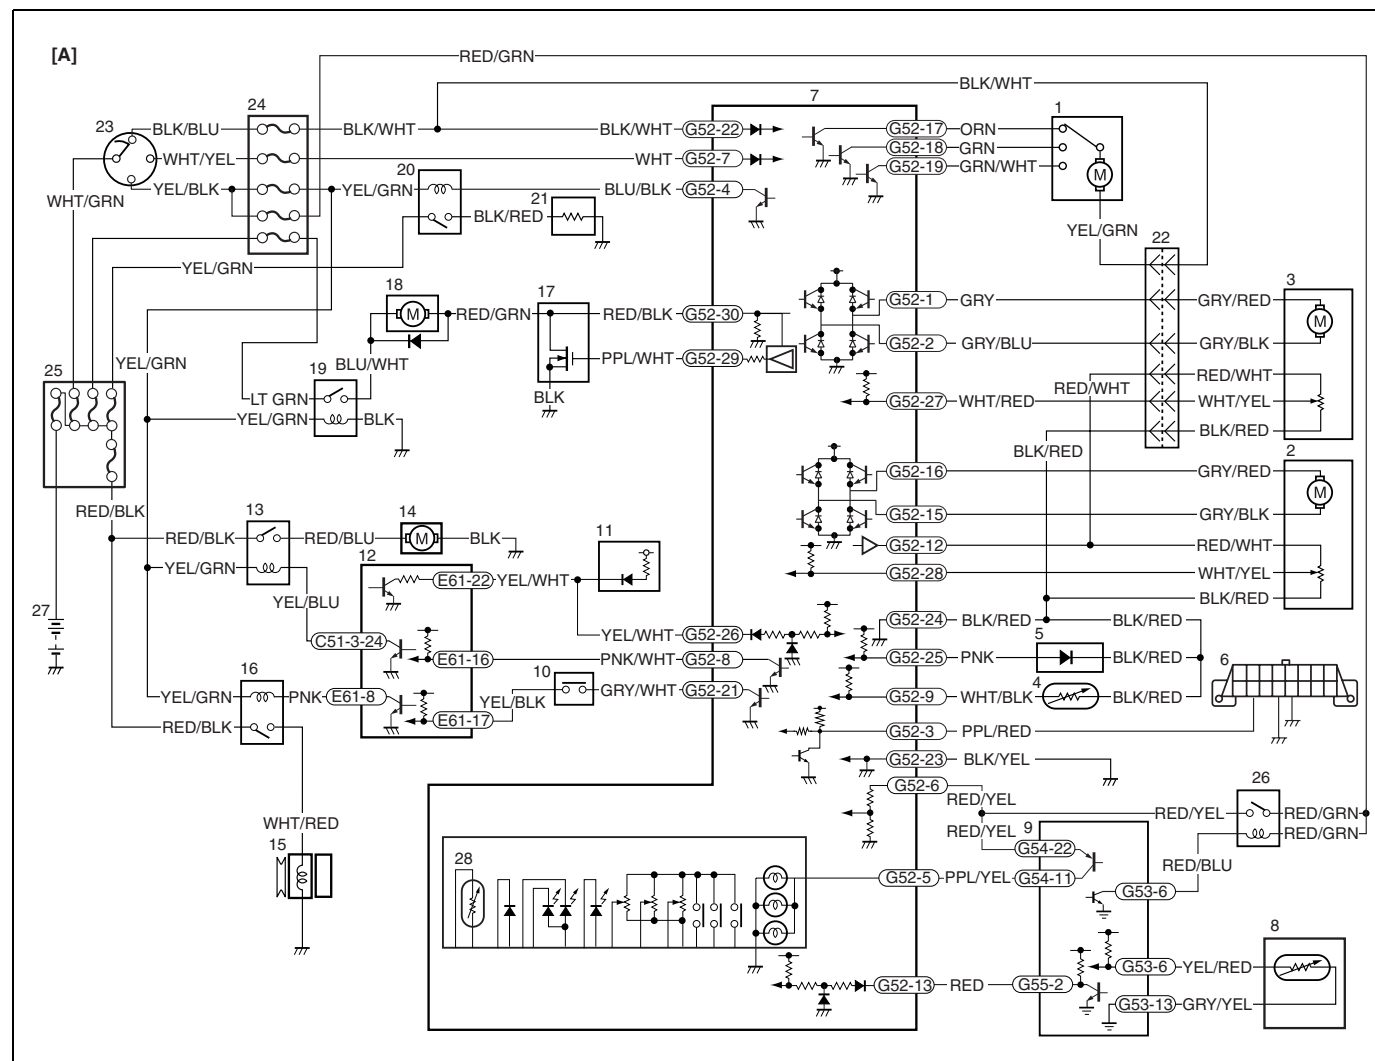 [A]
RED/GRN
BLK/WHT
24
7
1
23
BLK/BLU
BLK/WHT
BLK/WHT
G52-22
G52-17
ORN
G52-18
GRN
WHT/YEL
WHT
G52-7
G52-19
GRN/WHT
20
M
YEL/BLK
YEL/GRN
BLU/BLK
G52-4
WHT/GRN
21
BLK/RED
YEL/GRN
22
YEL/GRN
18
17
3
G52-1
GRY
GRY/RED
M
RED/GRN
RED/BLK
G52-30
M
G52-2
GRY/BLU
GRY/BLK
YEL/GRN
BLU/WHT
PPL/WHT
G52-29
25
19
RED/WHT
RED/WHT
LT GRN
BLK
G52-27
WHT/RED
WHT/YEL
YEL/GRN
BLK
BLK/RED
BLK/RED
2
G52-16
GRY/RED
M
RED/BLK
13
14
G52-15
GRY/BLK
11
RED/BLK
RED/BLU
M
BLK
G52-12
RED/WHT
12
YEL/GRN
E61-22
YEL/WHT
G52-28
WHT/YEL
YEL/BLU
BLK/RED
27
G52-24
BLK/RED
BLK/RED
C51-3-24
YEL/WHT
G52-26
5
E61-16
PNK/WHT
G52-8
G52-25
PNK
BLK/RED
6
16
10
4
YEL/GRN
PNK
E61-8
YEL/BLK
GRY/WHT
G52-21
G52-9
WHT/BLK
BLK/RED
E61-17
RED/BLK
G52-3
PPL/RED
G52-23
BLK/YEL
26
G52-6
RED/YEL
RED/YEL
RED/GRN
WHT/RED
RED/YEL
9
RED/GRN
15
G54-22
28
RED/BLU
G52-5
PPL/YEL
G54-11
G53-6
8
G53-6
YEL/RED
G52-13
RED
G55-2
G53-13
GRY/YEL